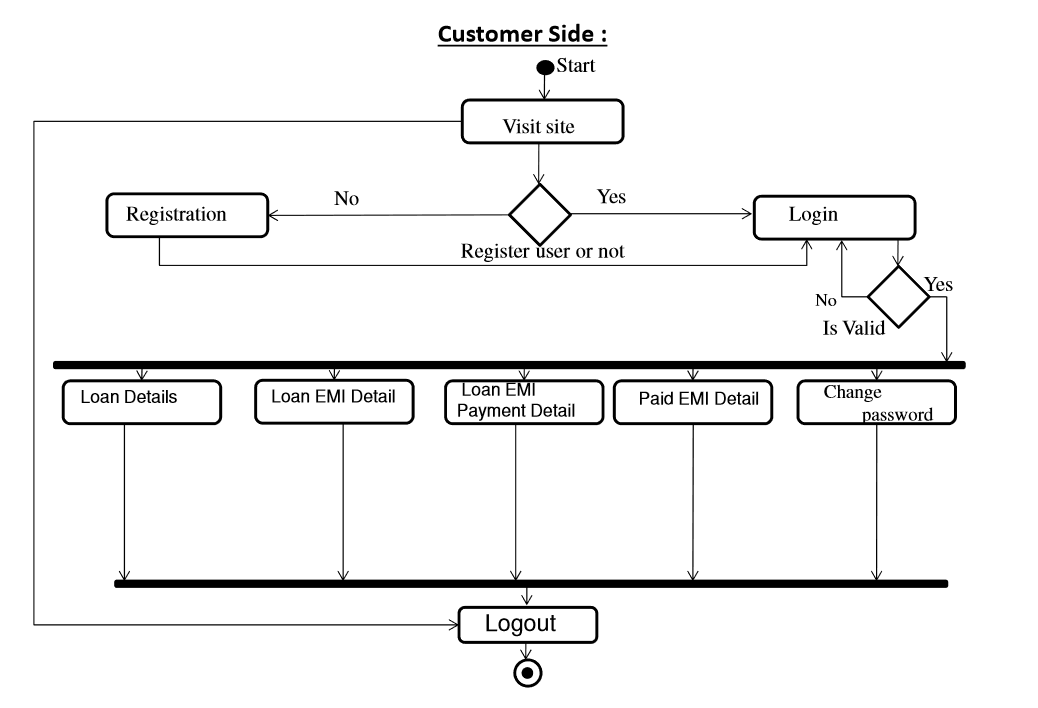 Customer Side :
Start
Visit site
No
Yes
Registration
Login
Register user or not
Yes
No
Is Valid
Loan Details
Loan EMI Detail
Loan EMI
Payment Detail
Paid EMI Detail
Change
password
Logout